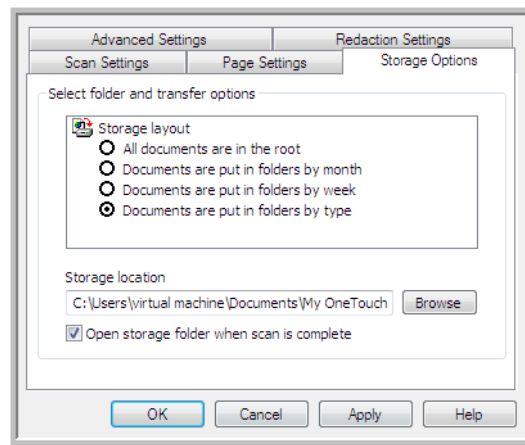 Advanced Settings
Redaction Settings
Scan Settings
Page Settings
Storage Options
Select folder and transfer options
Storage layout
All documents are in the root
Documents are put in folders by month
Documents are put in folders by week
Documents are put in folders by type
Storage location
C:\Users\virtual machine\Documents\My OneTouch
Browse
Open storage folder when scan is complete
OK
Cancel
Apply
Help